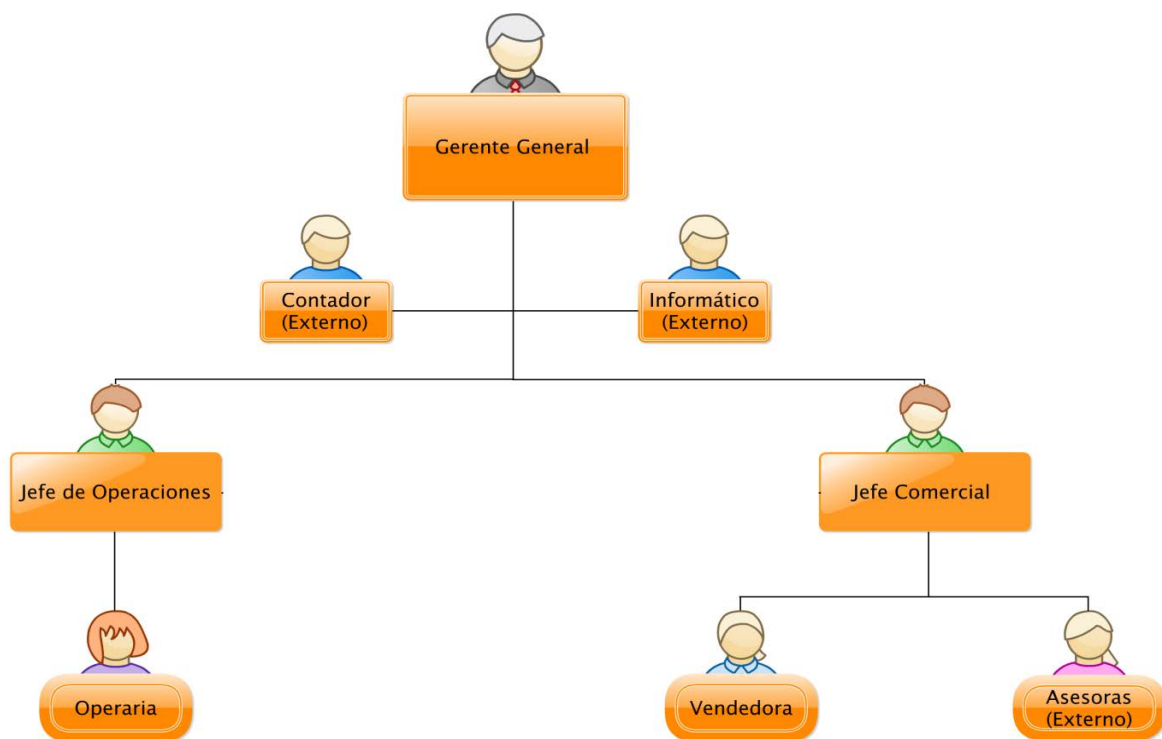 Gerente General
Contador
(Externo)
Informático
(Externo)
Jefe de Operaciones
Jefe Comercial
Operaria
Vendedora
Asesoras
(Externo)